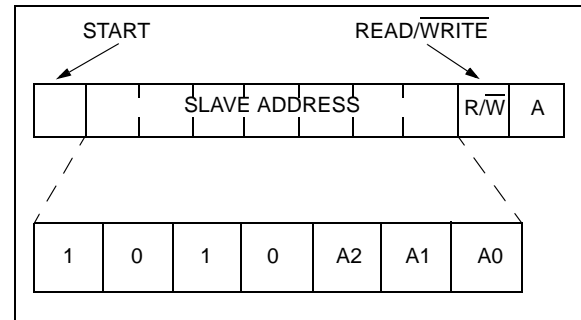 START READ/WRITE
SLAVE ADDRESS R/W A
1 0 1 0 A2 A1 A0